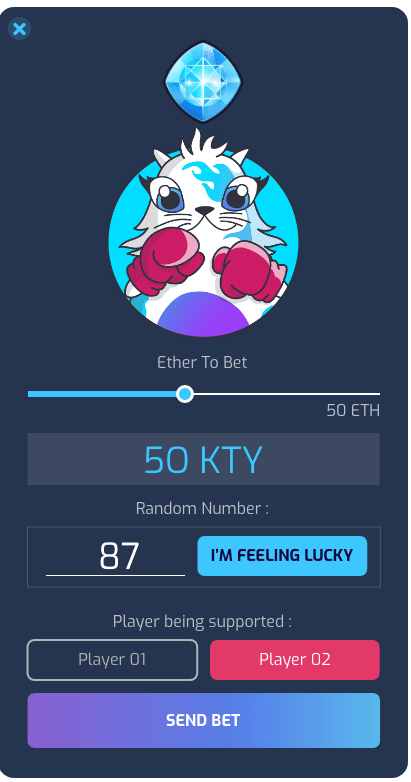 Ether To Bet
50 ETH
50 KTY
Random Number :
87
I'M FEELING LUCKY
Player being supported :
Player 01
Player 02
SEND BET